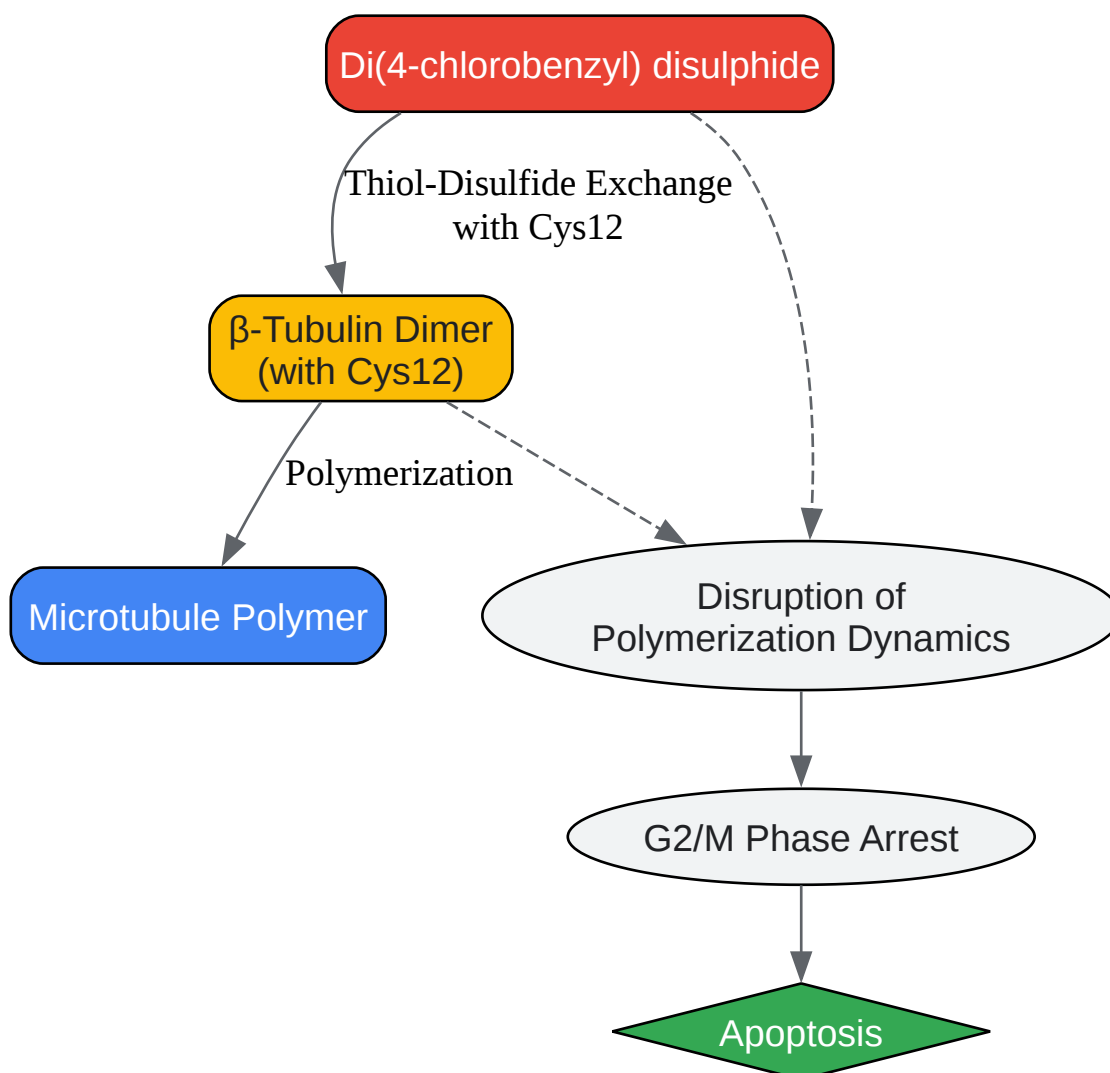 Di(4-chlorobenzyl) disulphide
Thiol-Disulfide Exchange
with Cys12
β-Tubulin Dimer
(with Cys12)
Polymerization
Microtubule Polymer
Disruption of
Polymerization Dynamics
G2/M Phase Arrest
Apoptosis